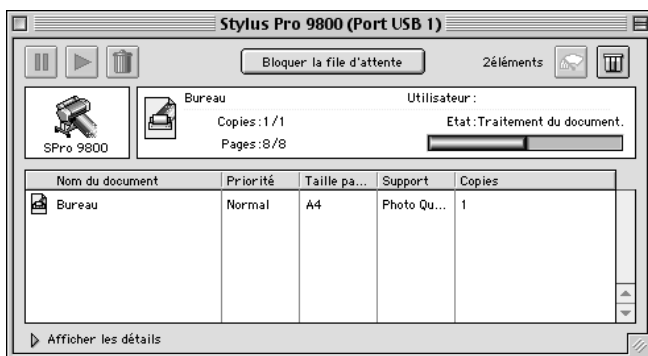 Stylus Pro 9800 (Port USB 1)
Bloquer la file d'attente
2éléments
SPro 9800
Bureau
Utilisateur :
Copies :1 /1
Etat :Traitement du document.
Pages :8/8
Nom du document Priorité Taille pa... Support Copies
Bureau Normal A4 Photo Qu... 1
Afficher les détails